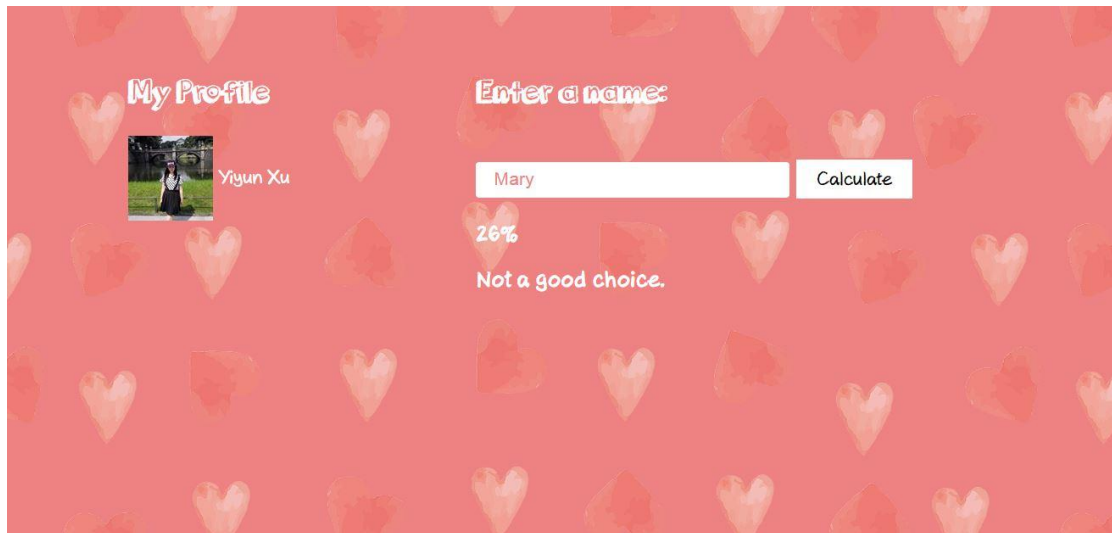 My Profile
Yiyun Xu
Enter a name:
Mary
Calculate
26%
Not a good choice.